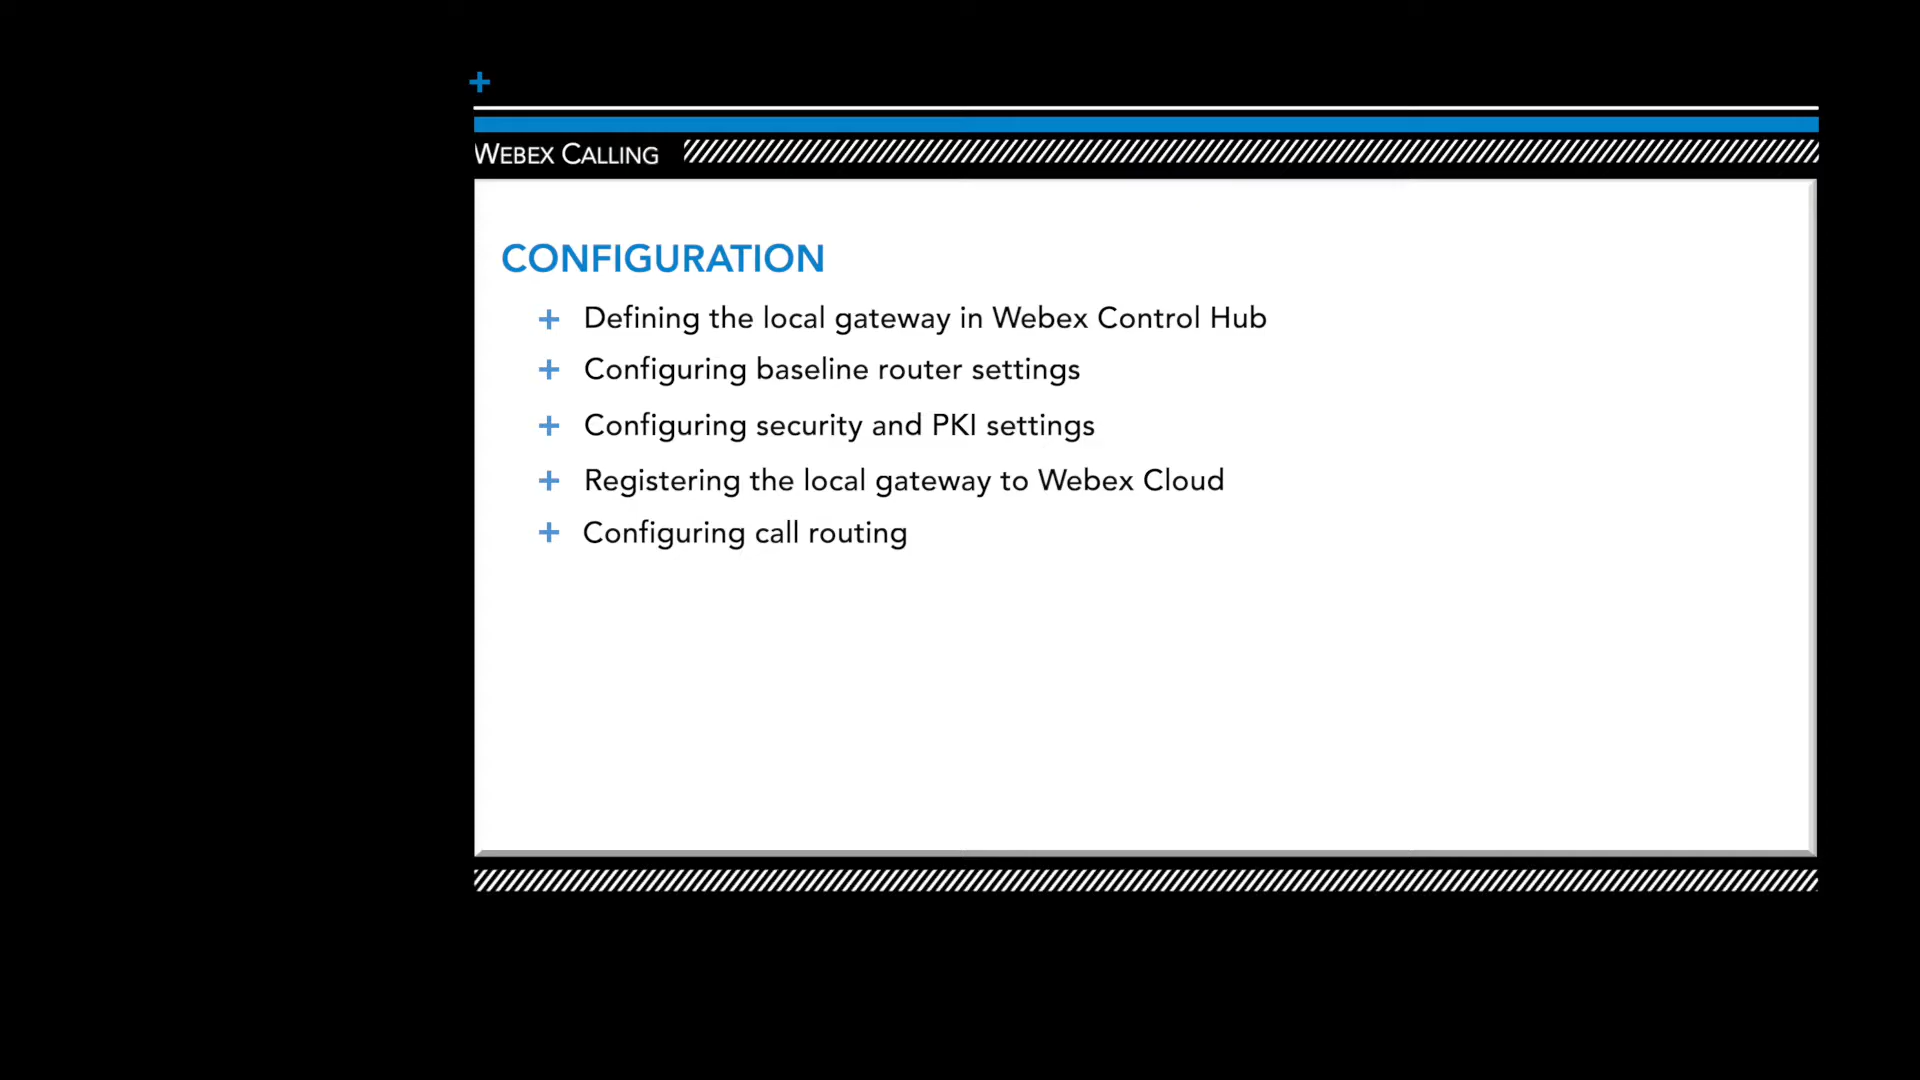 WEBEX CALLING
CONFIGURATION
+ Defining the local gateway in Webex Control Hub
+ Configuring baseline router settings
+ Configuring security and PKI settings
+ Registering the local gateway to Webex Cloud
+ Configuring call routing